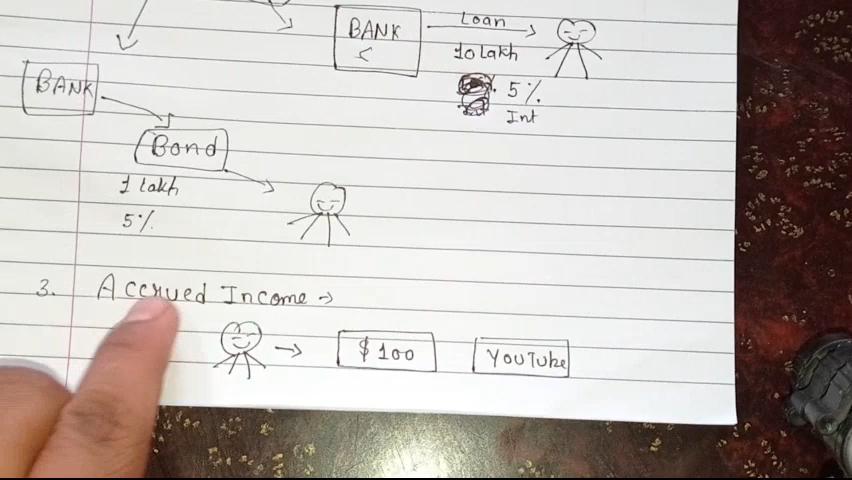 BANK
Loan
10 lakh
5%
Int
BANK
Bond
1 lakh
5%
3. Accrued Income →
$100
YouTube